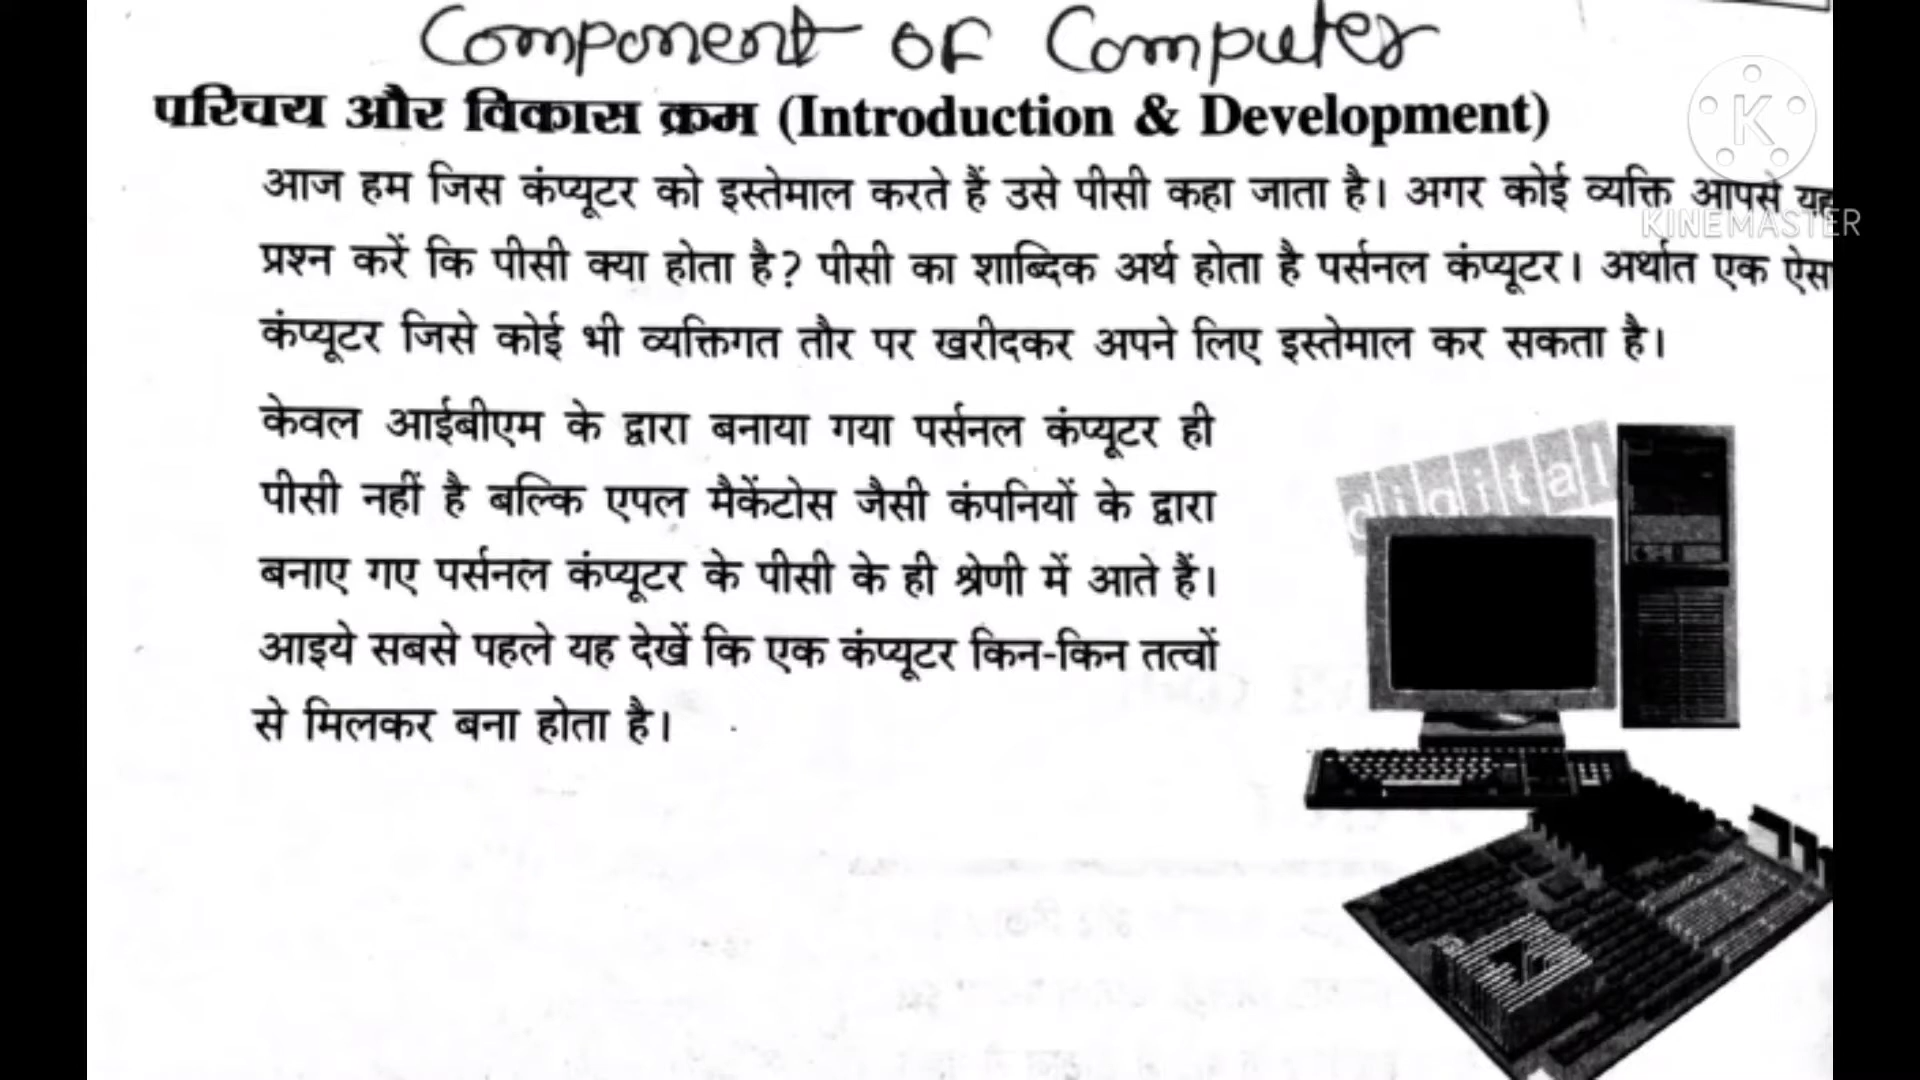 Component of Computer
परिचय और विकास क्रम (Introduction & Development)
आज हम जिस कंप्यूटर को इस्तेमाल करते हैं उसे पीसी कहा जाता है। अगर कोई व्यक्ति आपसे यह
प्रश्न करें कि पीसी क्या होता है? पीसी का शाब्दिक अर्थ होता है पर्सनल कंप्यूटर। अर्थात एक ऐस
कंप्यूटर जिसे कोई भी व्यक्तिगत तौर पर खरीदकर अपने लिए इस्तेमाल कर सकता है।
केवल आईबीएम के द्वारा बनाया गया पर्सनल कंप्यूटर ही
पीसी नहीं है बल्कि एपल मैकेंटोस जैसी कंपनियों के द्वारा
बनाए गए पर्सनल कंप्यूटर के पीसी के ही श्रेणी में आते हैं।
आइये सबसे पहले यह देखें कि एक कंप्यूटर किन-किन तत्वों
से मिलकर बना होता है।
digital
K
KINEMASTER